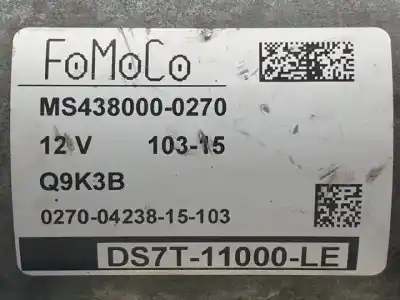 FoMoCo
MS438000-0270
12 V 103-15
Q9K3B
0270-04238-15-103
DS7T-11000-LE